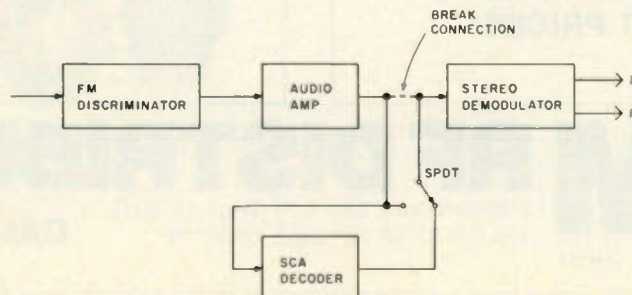 BREAK
CONNECTION
FM
DISCRIMINATOR
AUDIO
AMP
STEREO
DEMODULATOR
SPDT
SCA
DECODER